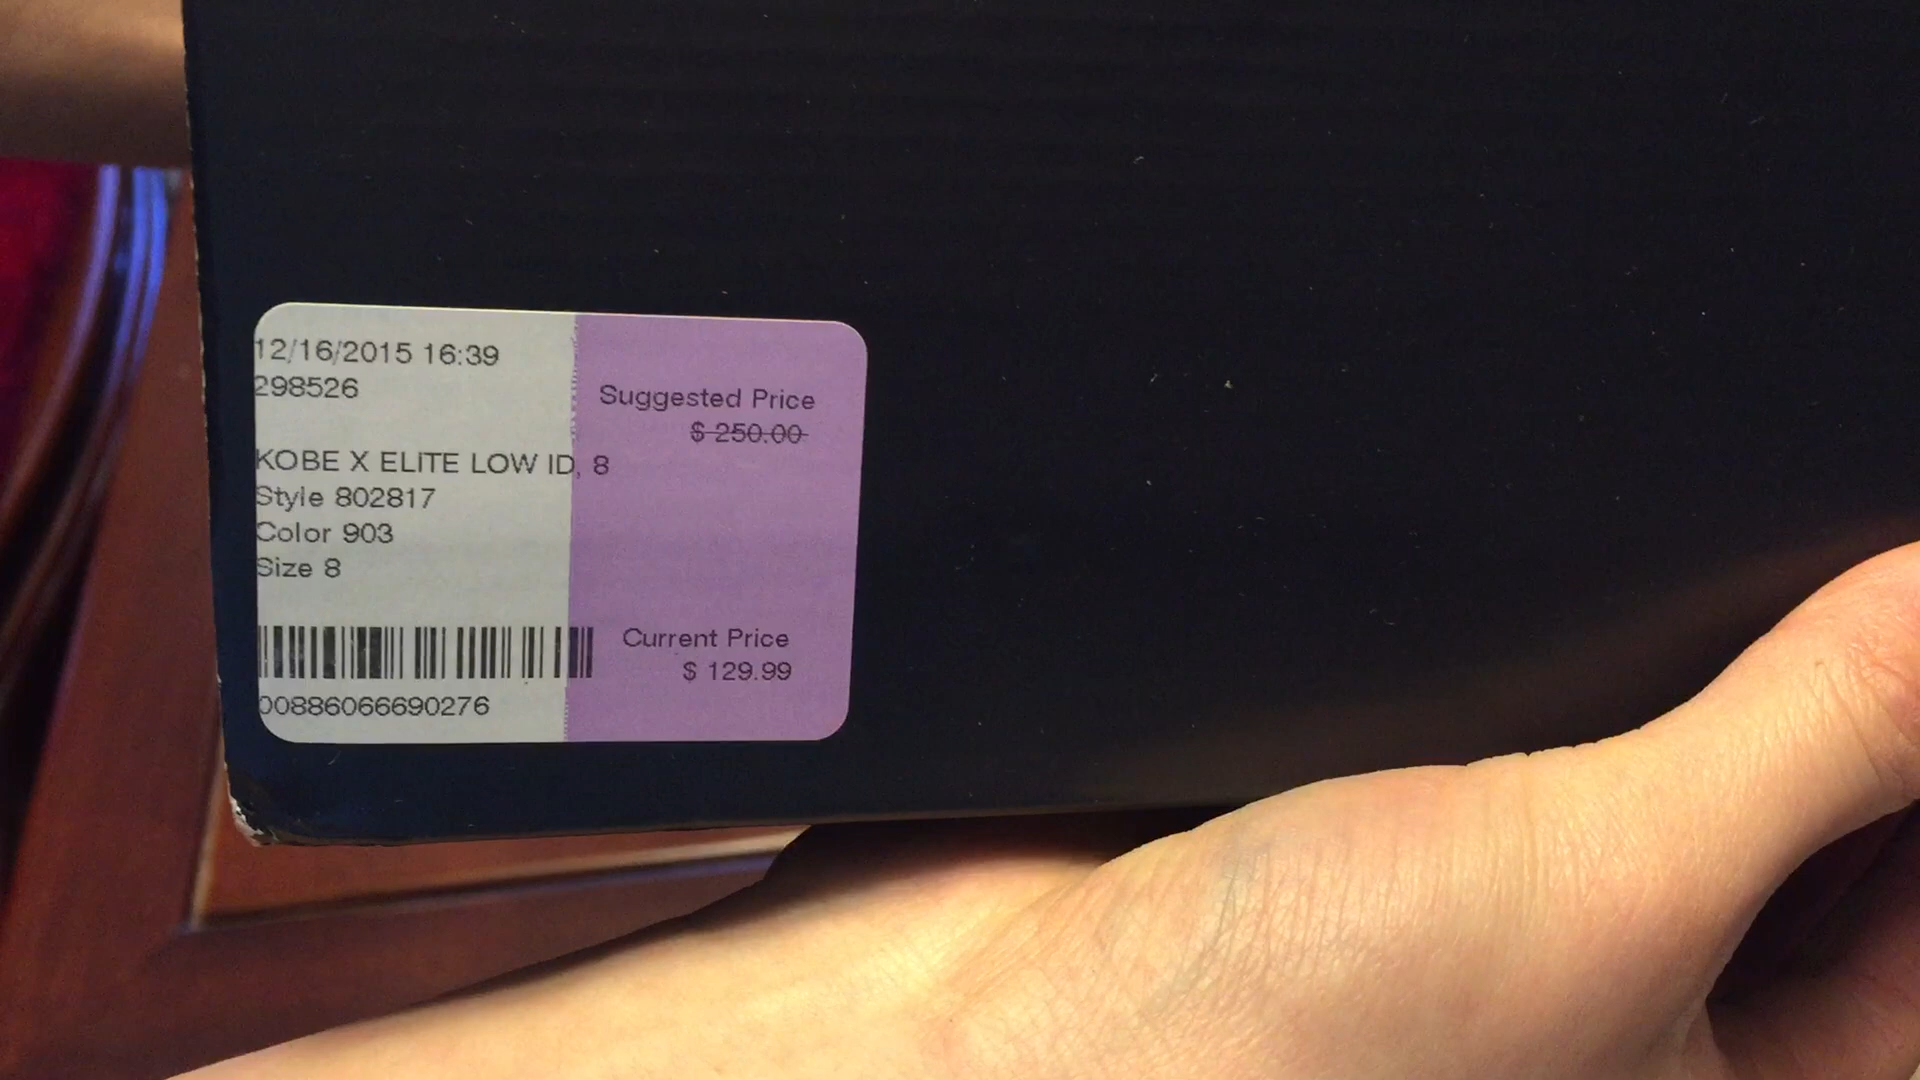 12/16/2015 16:39
298526
KOBE X ELITE LOW ID, 8
Style 802817
Color 903
Size 8
00886066690276
Suggested Price
$ 250.00
Current Price
$ 129.99